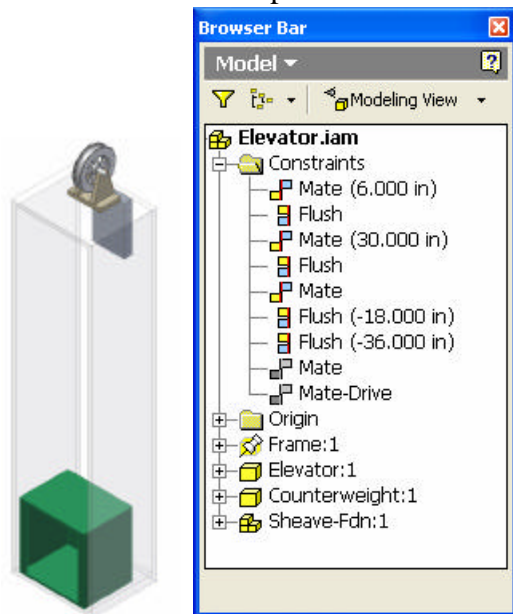 Browser Bar
Model
Modeling View
Elevator.iam
Constraints
Mate (6.000 in)
Flush
Mate (30.000 in)
Flush
Mate
Flush (-18.000 in)
Flush (-36.000 in)
Mate
Mate-Drive
Origin
Frame:1
Elevator:1
Counterweight:1
Sheave-Fdn:1